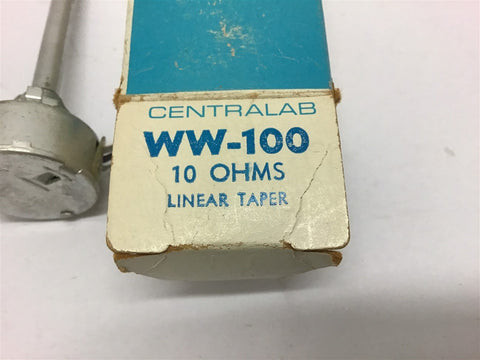 CENTRALAB
WW-100
10 OHMS
LINEAR TAPER